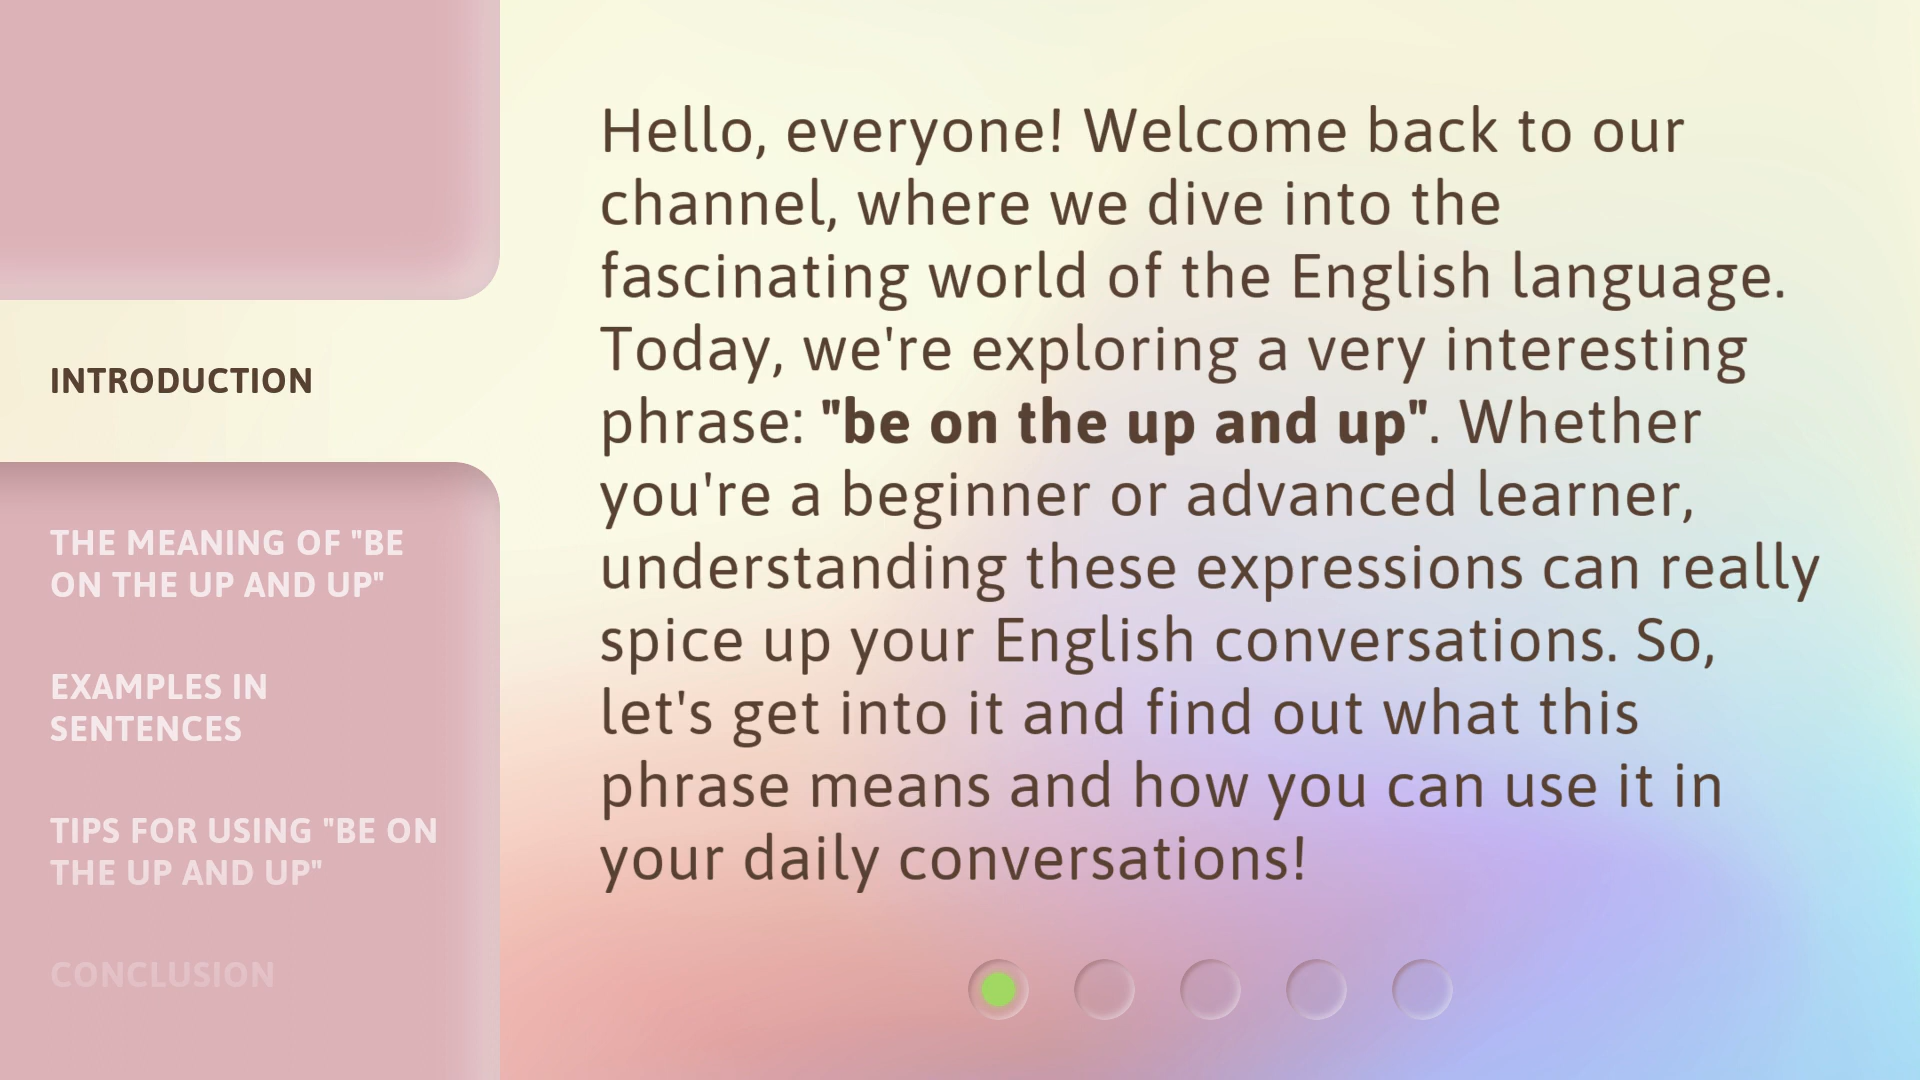 INTRODUCTION
THE MEANING OF "BE
ON THE UP AND UP"
EXAMPLES IN
SENTENCES
TIPS FOR USING "BE ON
THE UP AND UP"
CONCLUSION
Hello, everyone! Welcome back to our
channel, where we dive into the
fascinating world of the English language.
Today, we're exploring a very interesting
phrase: "be on the up and up". Whether
you're a beginner or advanced learner,
understanding these expressions can really
spice up your English conversations. So,
let's get into it and find out what this
phrase means and how you can use it in
your daily conversations!